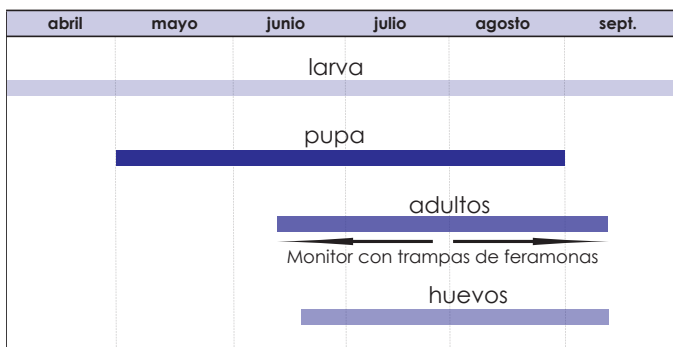 abril mayo junio julio agosto sept.
larva
pupa
adultos
Monitor con trampas de feramonas
huevos